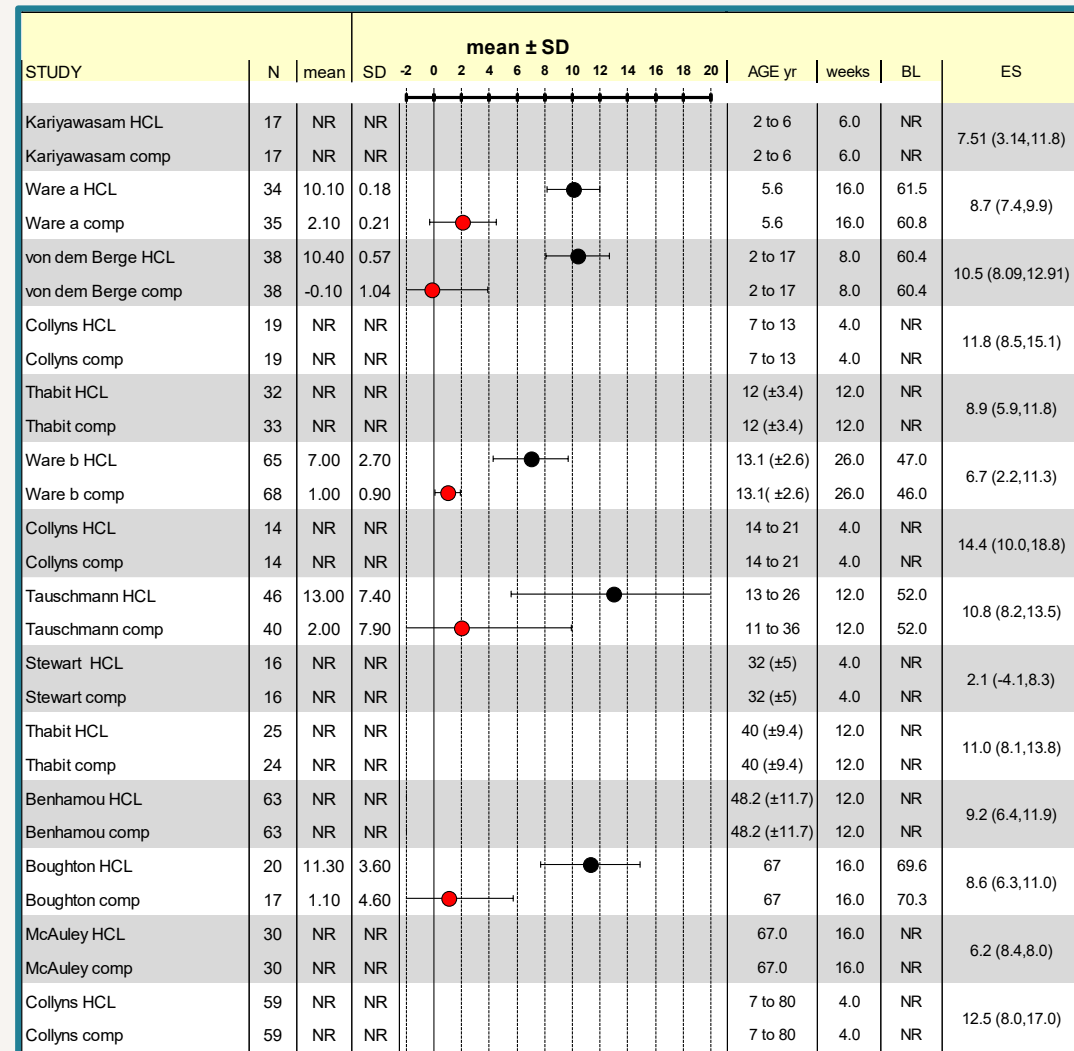 mean ± SD
STUDY N mean SD -2 0 2 4 6 8 10 12 14 16 18 20 AGE yr weeks BL ES
Kariyawasam HCL 17 NR NR 2 to 6 6.0 NR
7.51 (3.14,11.8)
Kariyawasam comp 17 NR NR 2 to 6 6.0 NR
Ware a HCL 34 10.10 0.18 5.6 16.0 61.5
8.7 (7.4,9.9)
Ware a comp 35 2.10 0.21 5.6 16.0 60.8
von dem Berge HCL 38 10.40 0.57 2 to 17 8.0 60.4
10.5 (8.09,12.91)
von dem Berge comp 38 -0.10 1.04 2 to 17 8.0 60.4
Collyns HCL 19 NR NR 7 to 13 4.0 NR
11.8 (8.5,15.1)
Collyns comp 19 NR NR 7 to 13 4.0 NR
Thabit HCL 32 NR NR 12 (±3.4) 12.0 NR
8.9 (5.9,11.8)
Thabit comp 33 NR NR 12 (±3.4) 12.0 NR
Ware b HCL 65 7.00 2.70 13.1 (±2.6) 26.0 47.0
6.7 (2.2,11.3)
Ware b comp 68 1.00 0.90 13.1( ±2.6) 26.0 46.0
Collyns HCL 14 NR NR 14 to 21 4.0 NR
14.4 (10.0,18.8)
Collyns comp 14 NR NR 14 to 21 4.0 NR
Tauschmann HCL 46 13.00 7.40 13 to 26 12.0 52.0
10.8 (8.2,13.5)
Tauschmann comp 40 2.00 7.90 11 to 36 12.0 52.0
Stewart HCL 16 NR NR 32 (±5) 4.0 NR
2.1 (-4.1,8.3)
Stewart comp 16 NR NR 32 (±5) 4.0 NR
Thabit HCL 25 NR NR 40 (±9.4) 12.0 NR
11.0 (8.1,13.8)
Thabit comp 24 NR NR 40 (±9.4) 12.0 NR
Benhamou HCL 63 NR NR 48.2 (±11.7) 12.0 NR
9.2 (6.4,11.9)
Benhamou comp 63 NR NR 48.2 (±11.7) 12.0 NR
Boughton HCL 20 11.30 3.60 67 16.0 69.6
8.6 (6.3,11.0)
Boughton comp 17 1.10 4.60 67 16.0 70.3
McAuley HCL 30 NR NR 67.0 16.0 NR
6.2 (8.4,8.0)
McAuley comp 30 NR NR 67.0 16.0 NR
Collyns HCL 59 NR NR 7 to 80 4.0 NR
12.5 (8.0,17.0)
Collyns comp 59 NR NR 7 to 80 4.0 NR